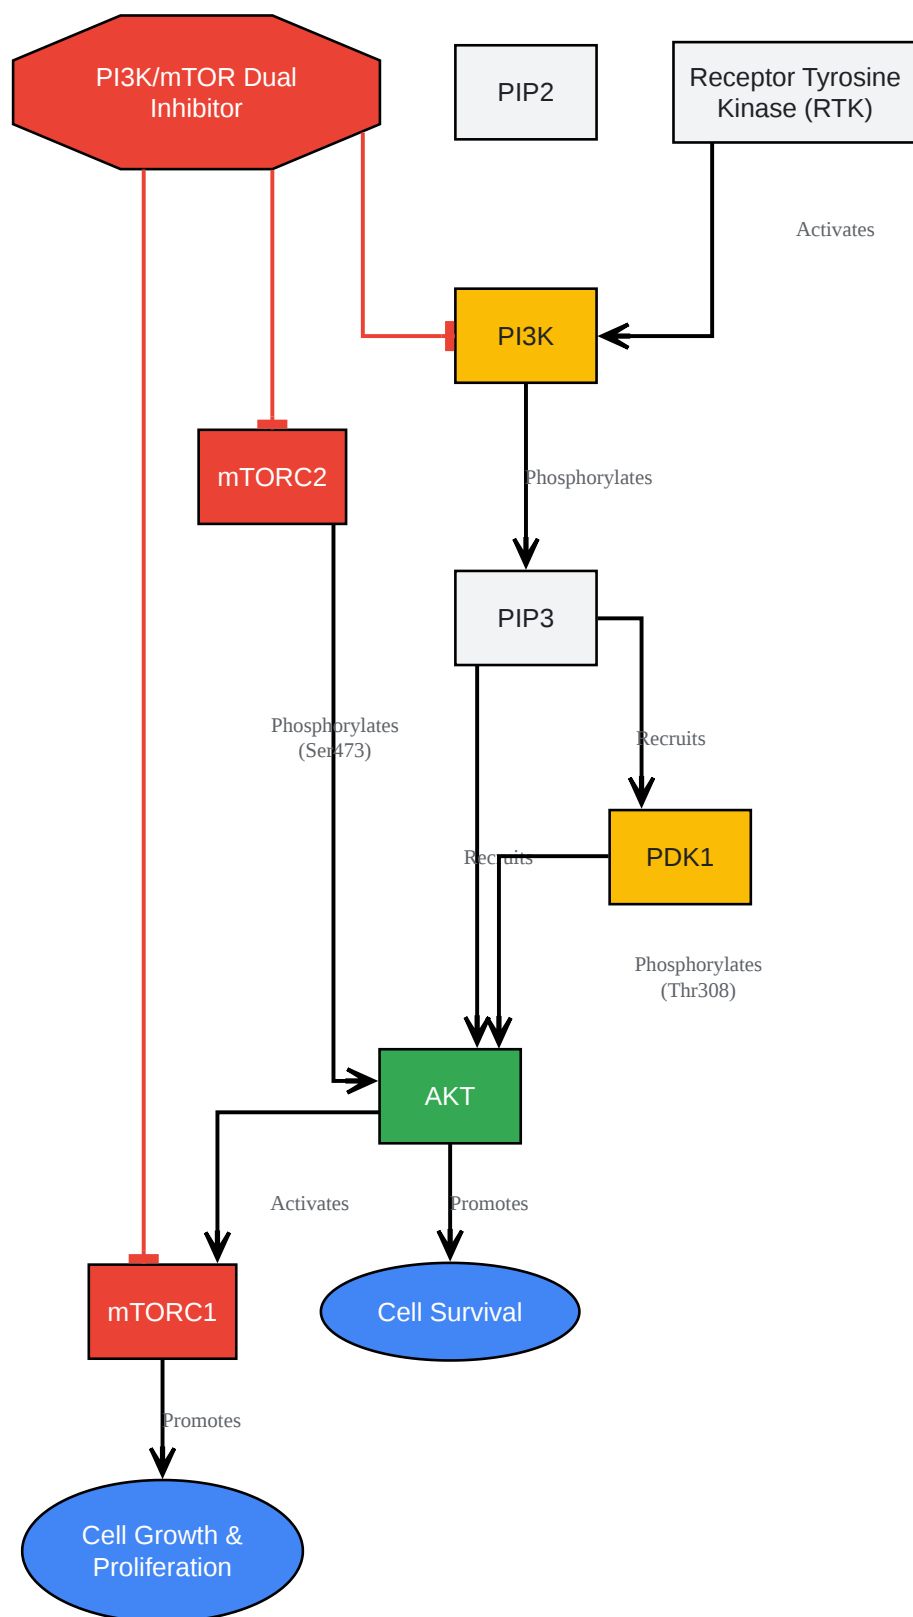 PI3K/mTOR Dual
Inhibitor
PIP2
Receptor Tyrosine
Kinase (RTK)
Activates
PI3K
mTORC2
Phosphorylates
PIP3
Phosphorylates
(Ser473)
Recruits
Recruits
PDK1
Phosphorylates
(Thr308)
AKT
Activates
Promotes
mTORC1
Cell Survival
Promotes
Cell Growth &
Proliferation